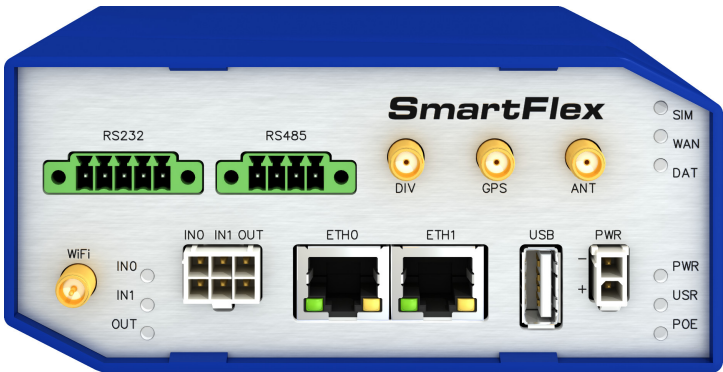 SmartFlex
RS232
RS485
DIV
GPS
ANT
SIM
WAN
DAT
WiFi
IN0
IN1
OUT
IN0 IN1 OUT
ETH0
ETH1
USB
PWR
−
+
PWR
USR
POE